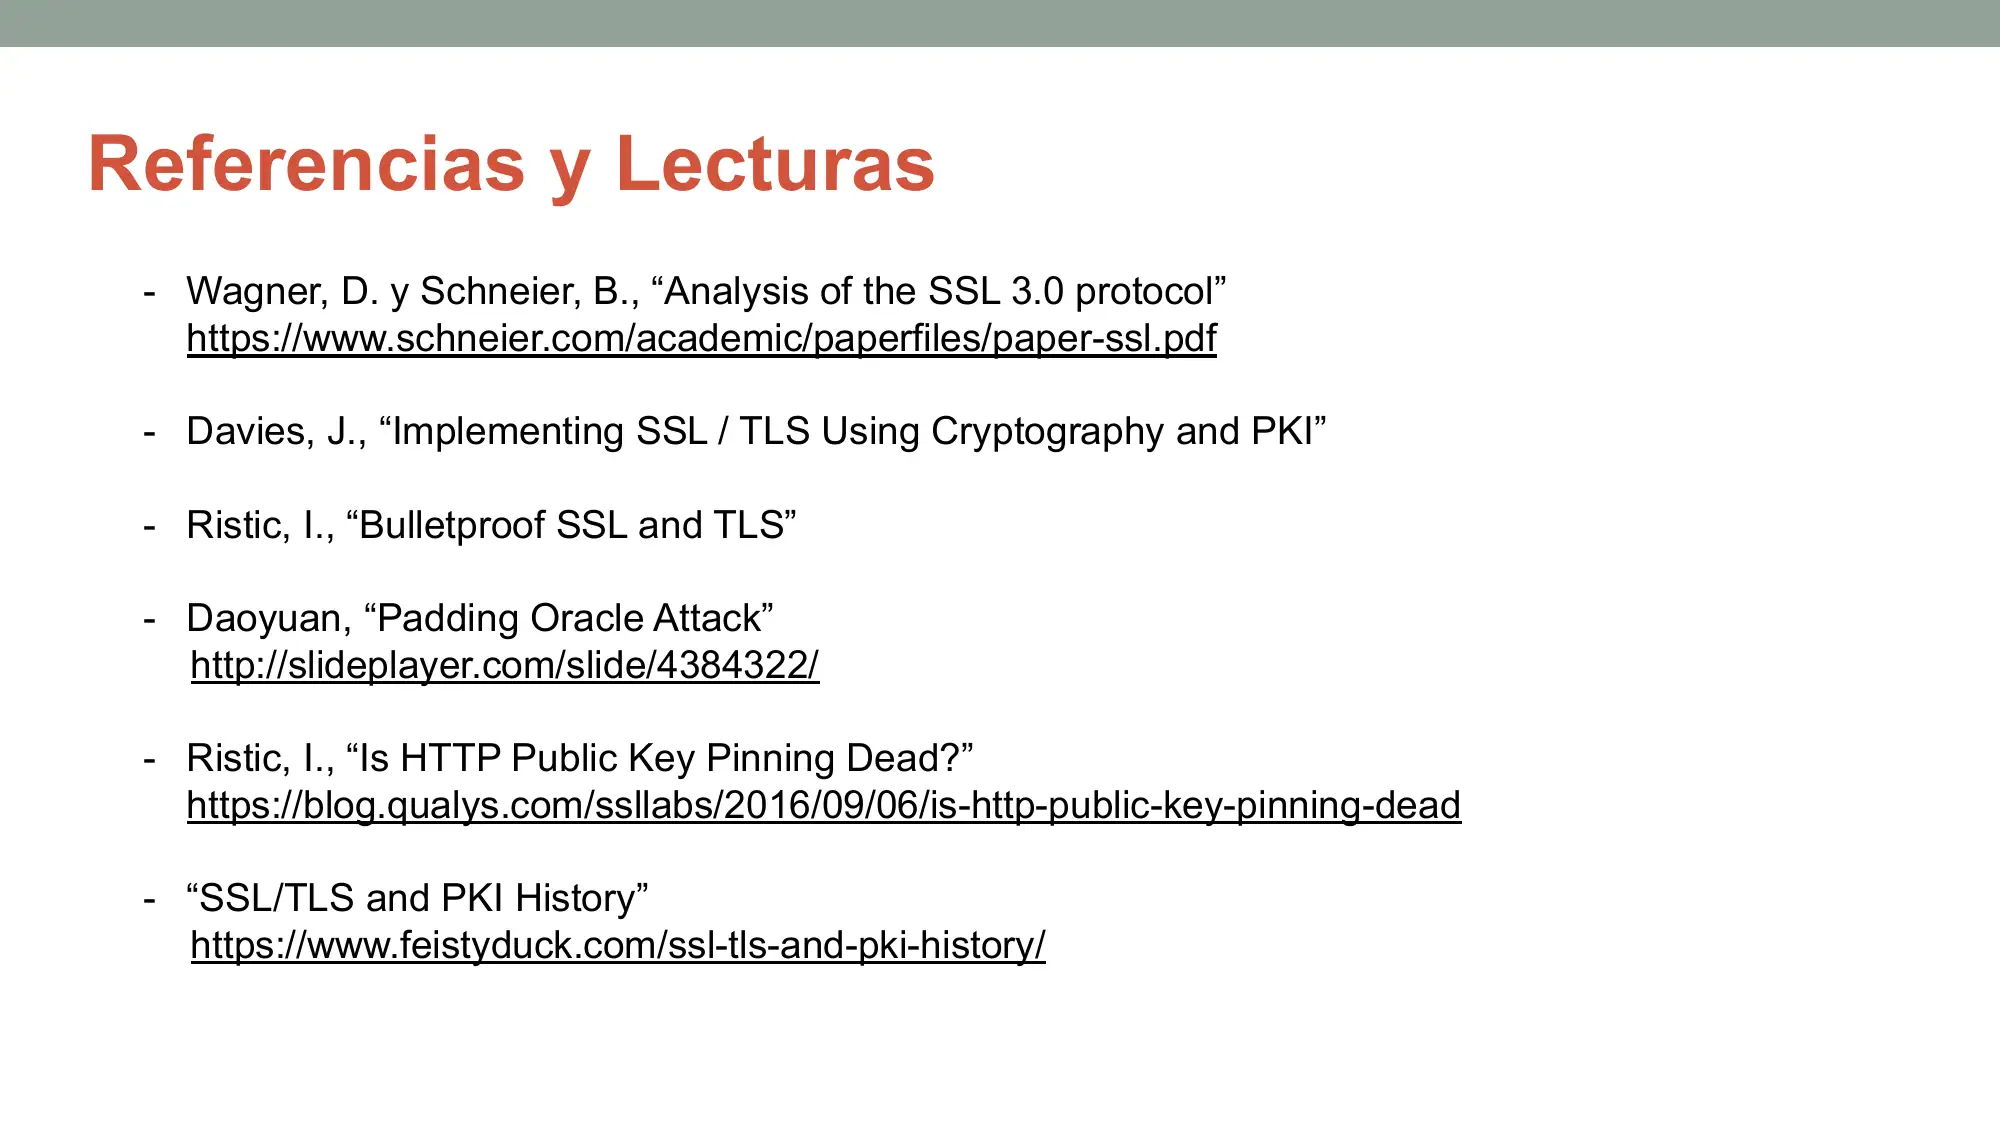 Referencias y Lecturas
- Wagner, D. y Schneier, B., “Analysis of the SSL 3.0 protocol”
https://www.schneier.com/academic/paperfiles/paper-ssl.pdf
- Davies, J., “Implementing SSL / TLS Using Cryptography and PKI”
- Ristic, I., “Bulletproof SSL and TLS”
- Daoyuan, “Padding Oracle Attack”
http://slideplayer.com/slide/4384322/
- Ristic, I., “Is HTTP Public Key Pinning Dead?”
https://blog.qualys.com/ssllabs/2016/09/06/is-http-public-key-pinning-dead
- “SSL/TLS and PKI History”
https://www.feistyduck.com/ssl-tls-and-pki-history/